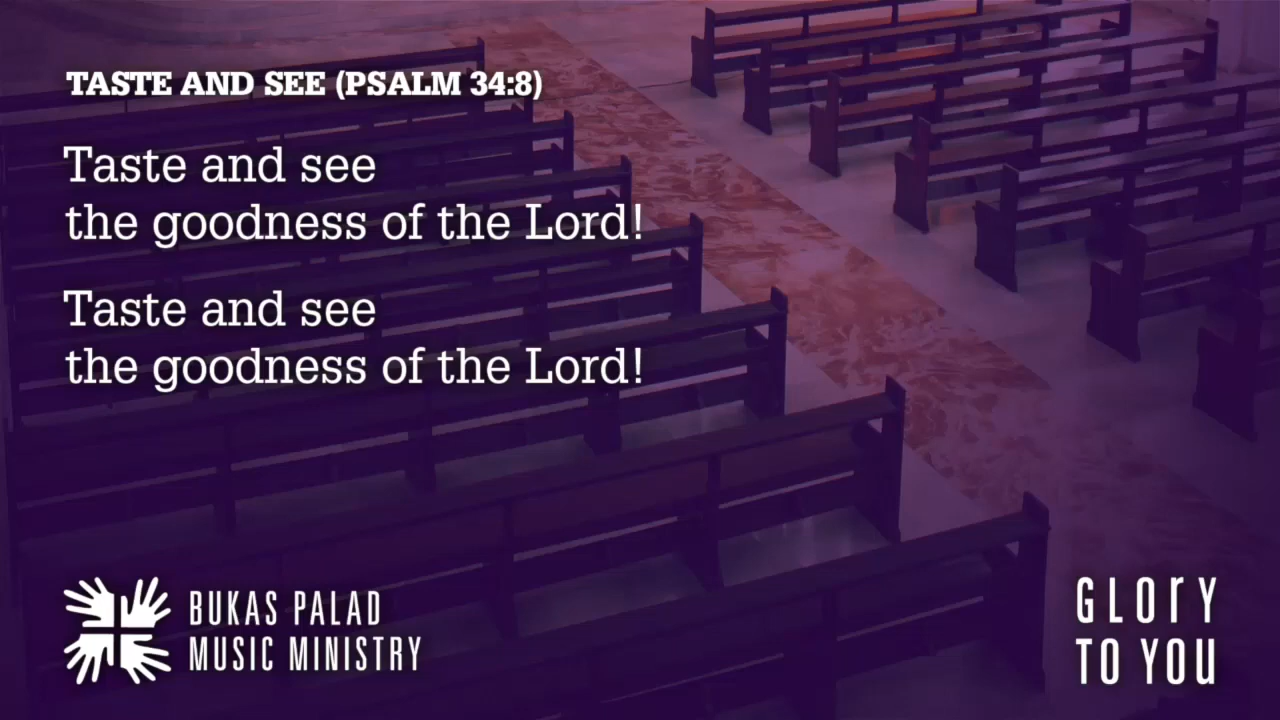 TASTE AND SEE (PSALM 34:8)
Taste and see
the goodness of the Lord!
Taste and see
the goodness of the Lord!
BUKAS PALAD
MUSIC MINISTRY
GLORY
TO YOU